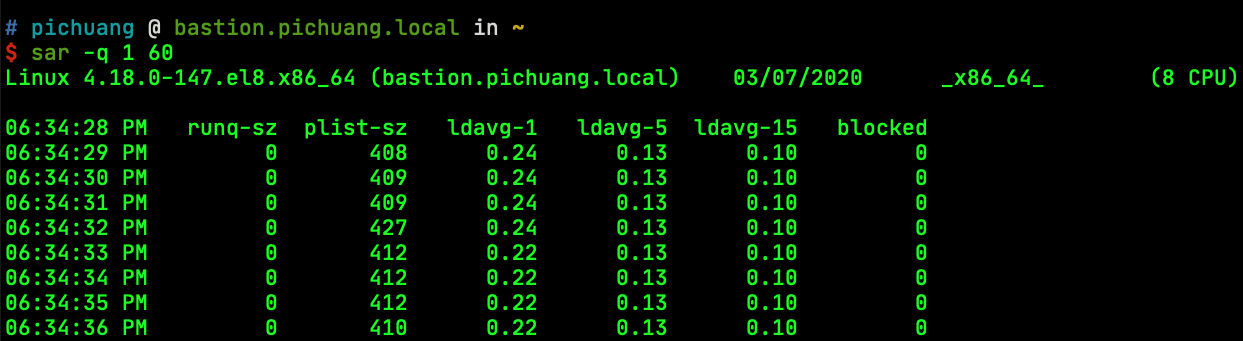 # pichuang @ bastion.pichuang.local in ~
$ sar -q 1 60
Linux 4.18.0-147.el8.x86_64 (bastion.pichuang.local)    03/07/2020      _x86_64_        (8 CPU)

06:34:28 PM   runq-sz  plist-sz   ldavg-1   ldavg-5  ldavg-15   blocked
06:34:29 PM         0       408      0.24      0.13      0.10         0
06:34:30 PM         0       409      0.24      0.13      0.10         0
06:34:31 PM         0       409      0.24      0.13      0.10         0
06:34:32 PM         0       427      0.24      0.13      0.10         0
06:34:33 PM         0       412      0.22      0.13      0.10         0
06:34:34 PM         0       412      0.22      0.13      0.10         0
06:34:35 PM         0       412      0.22      0.13      0.10         0
06:34:36 PM         0       410      0.22      0.13      0.10         0